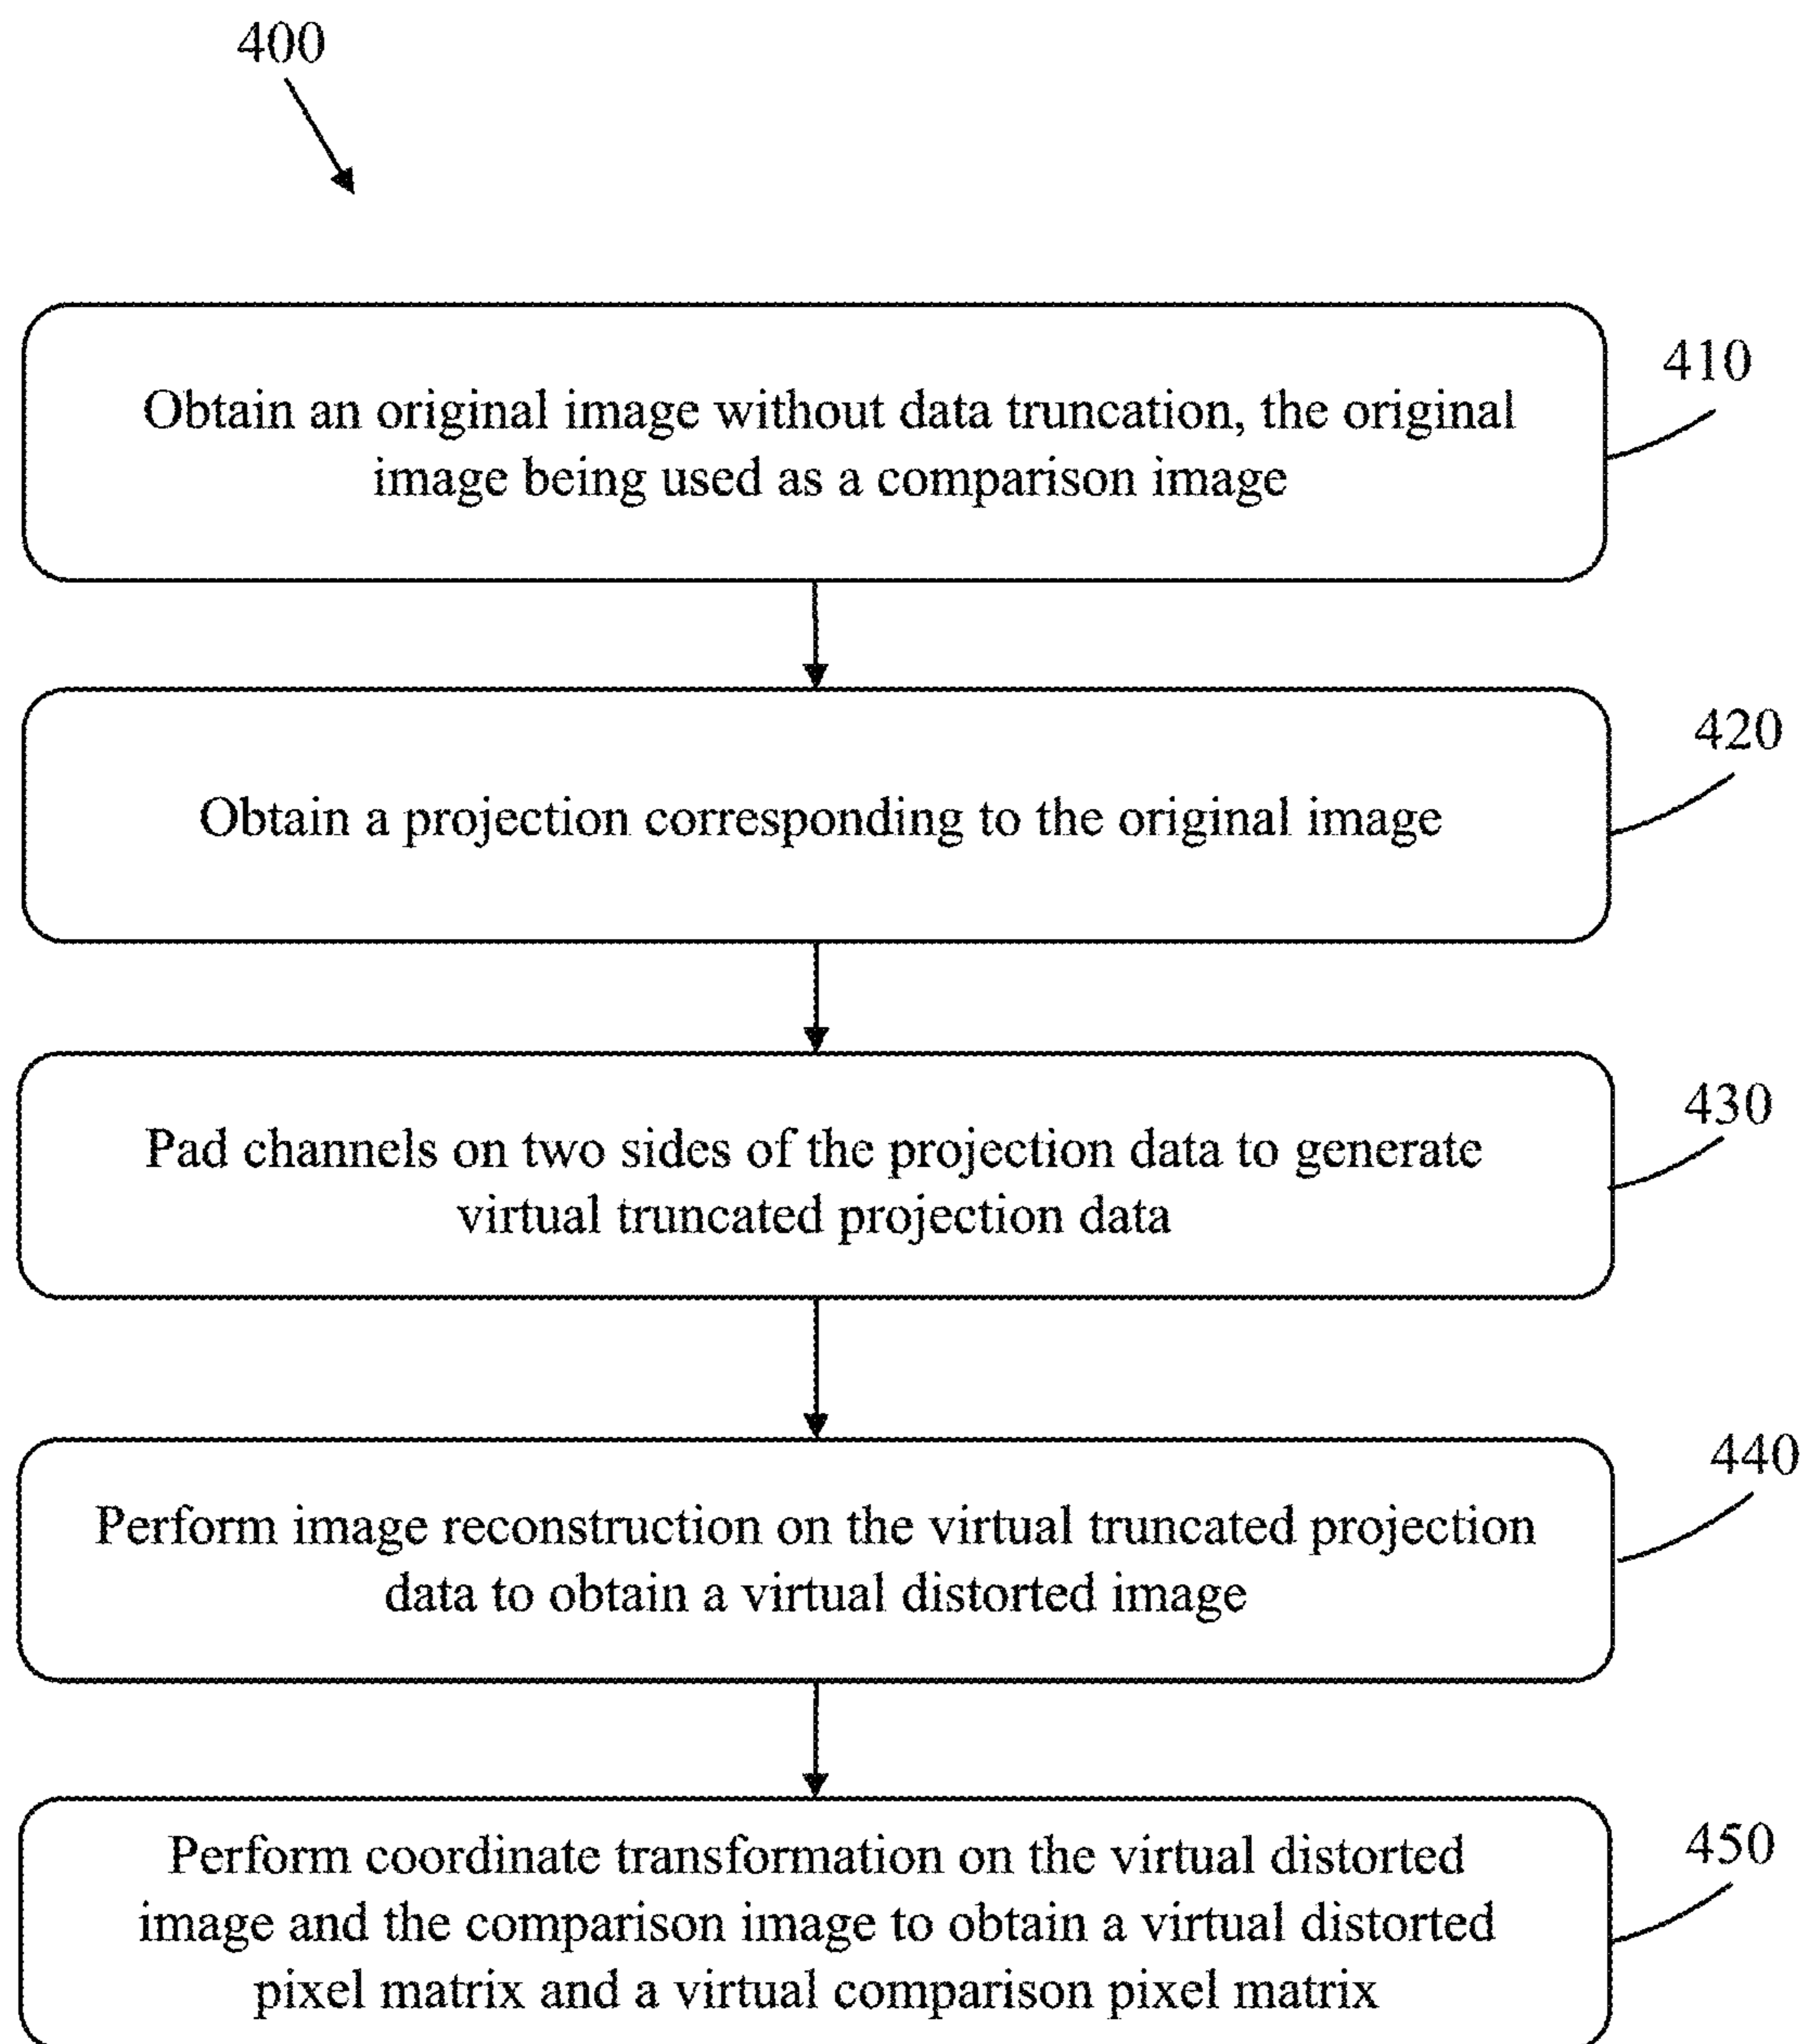 400
410
Obtain an original image without data truncation, the original
image being used as a comparison image
420
Obtain a projection corresponding to the original image
430
Pad channels on two sides of the projection data to generate
virtual truncated projection data
440
Perform image reconstruction on the virtual truncated projection
data to obtain a virtual distorted image
450
Perform coordinate transformation on the virtual distorted
image and the comparison image to obtain a virtual distorted
pixel matrix and a virtual comparison pixel matrix